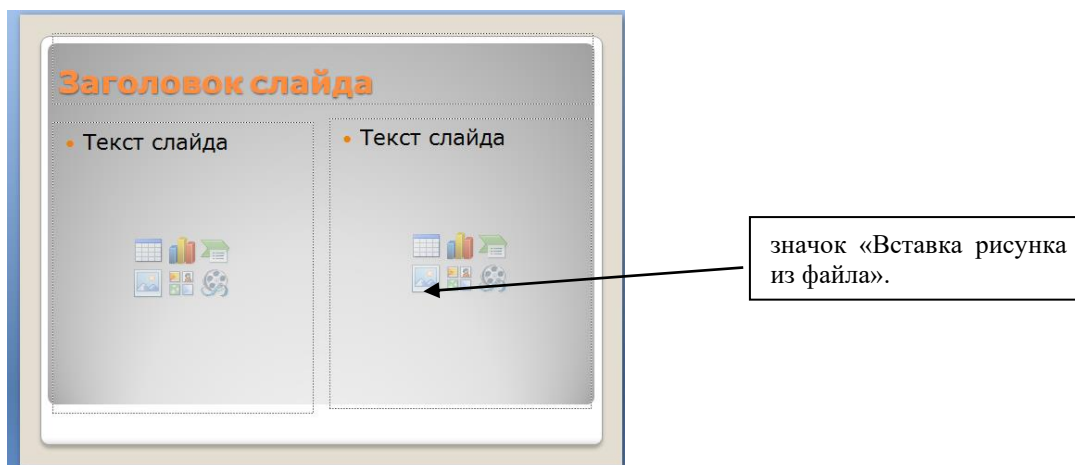 Заголовок слайда
• Текст слайда
• Текст слайда
значок «Вставка рисунка
из файла».